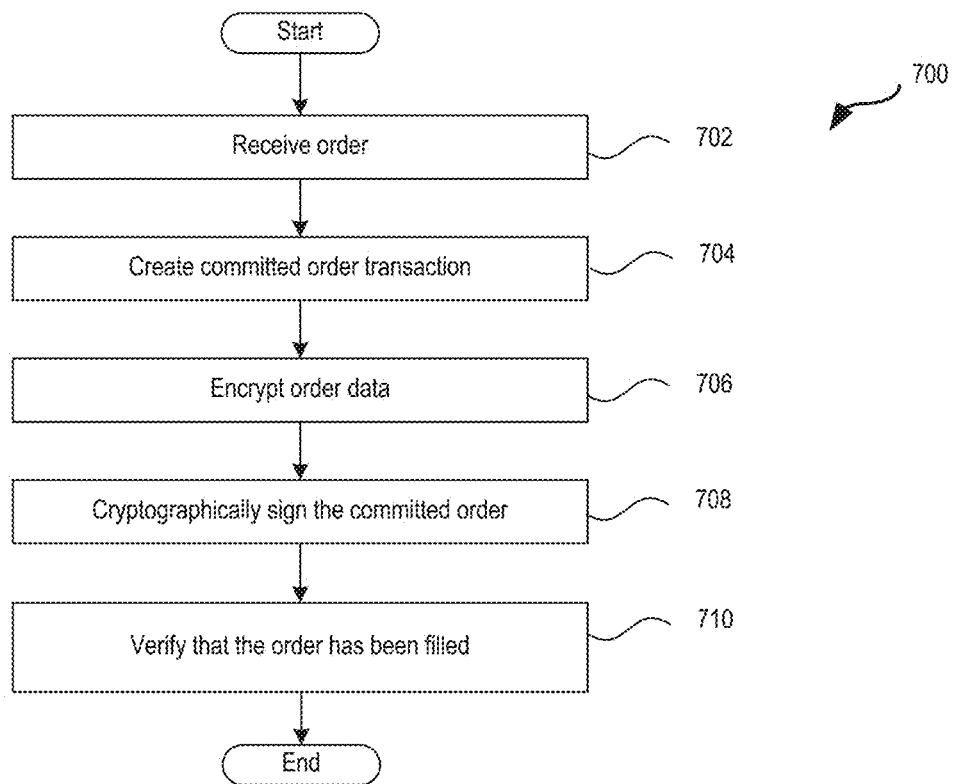 Start
700
Receive order
702
Create committed order transaction
704
Encrypt order data
706
Cryptographically sign the committed order
708
Verify that the order has been filled
710
End